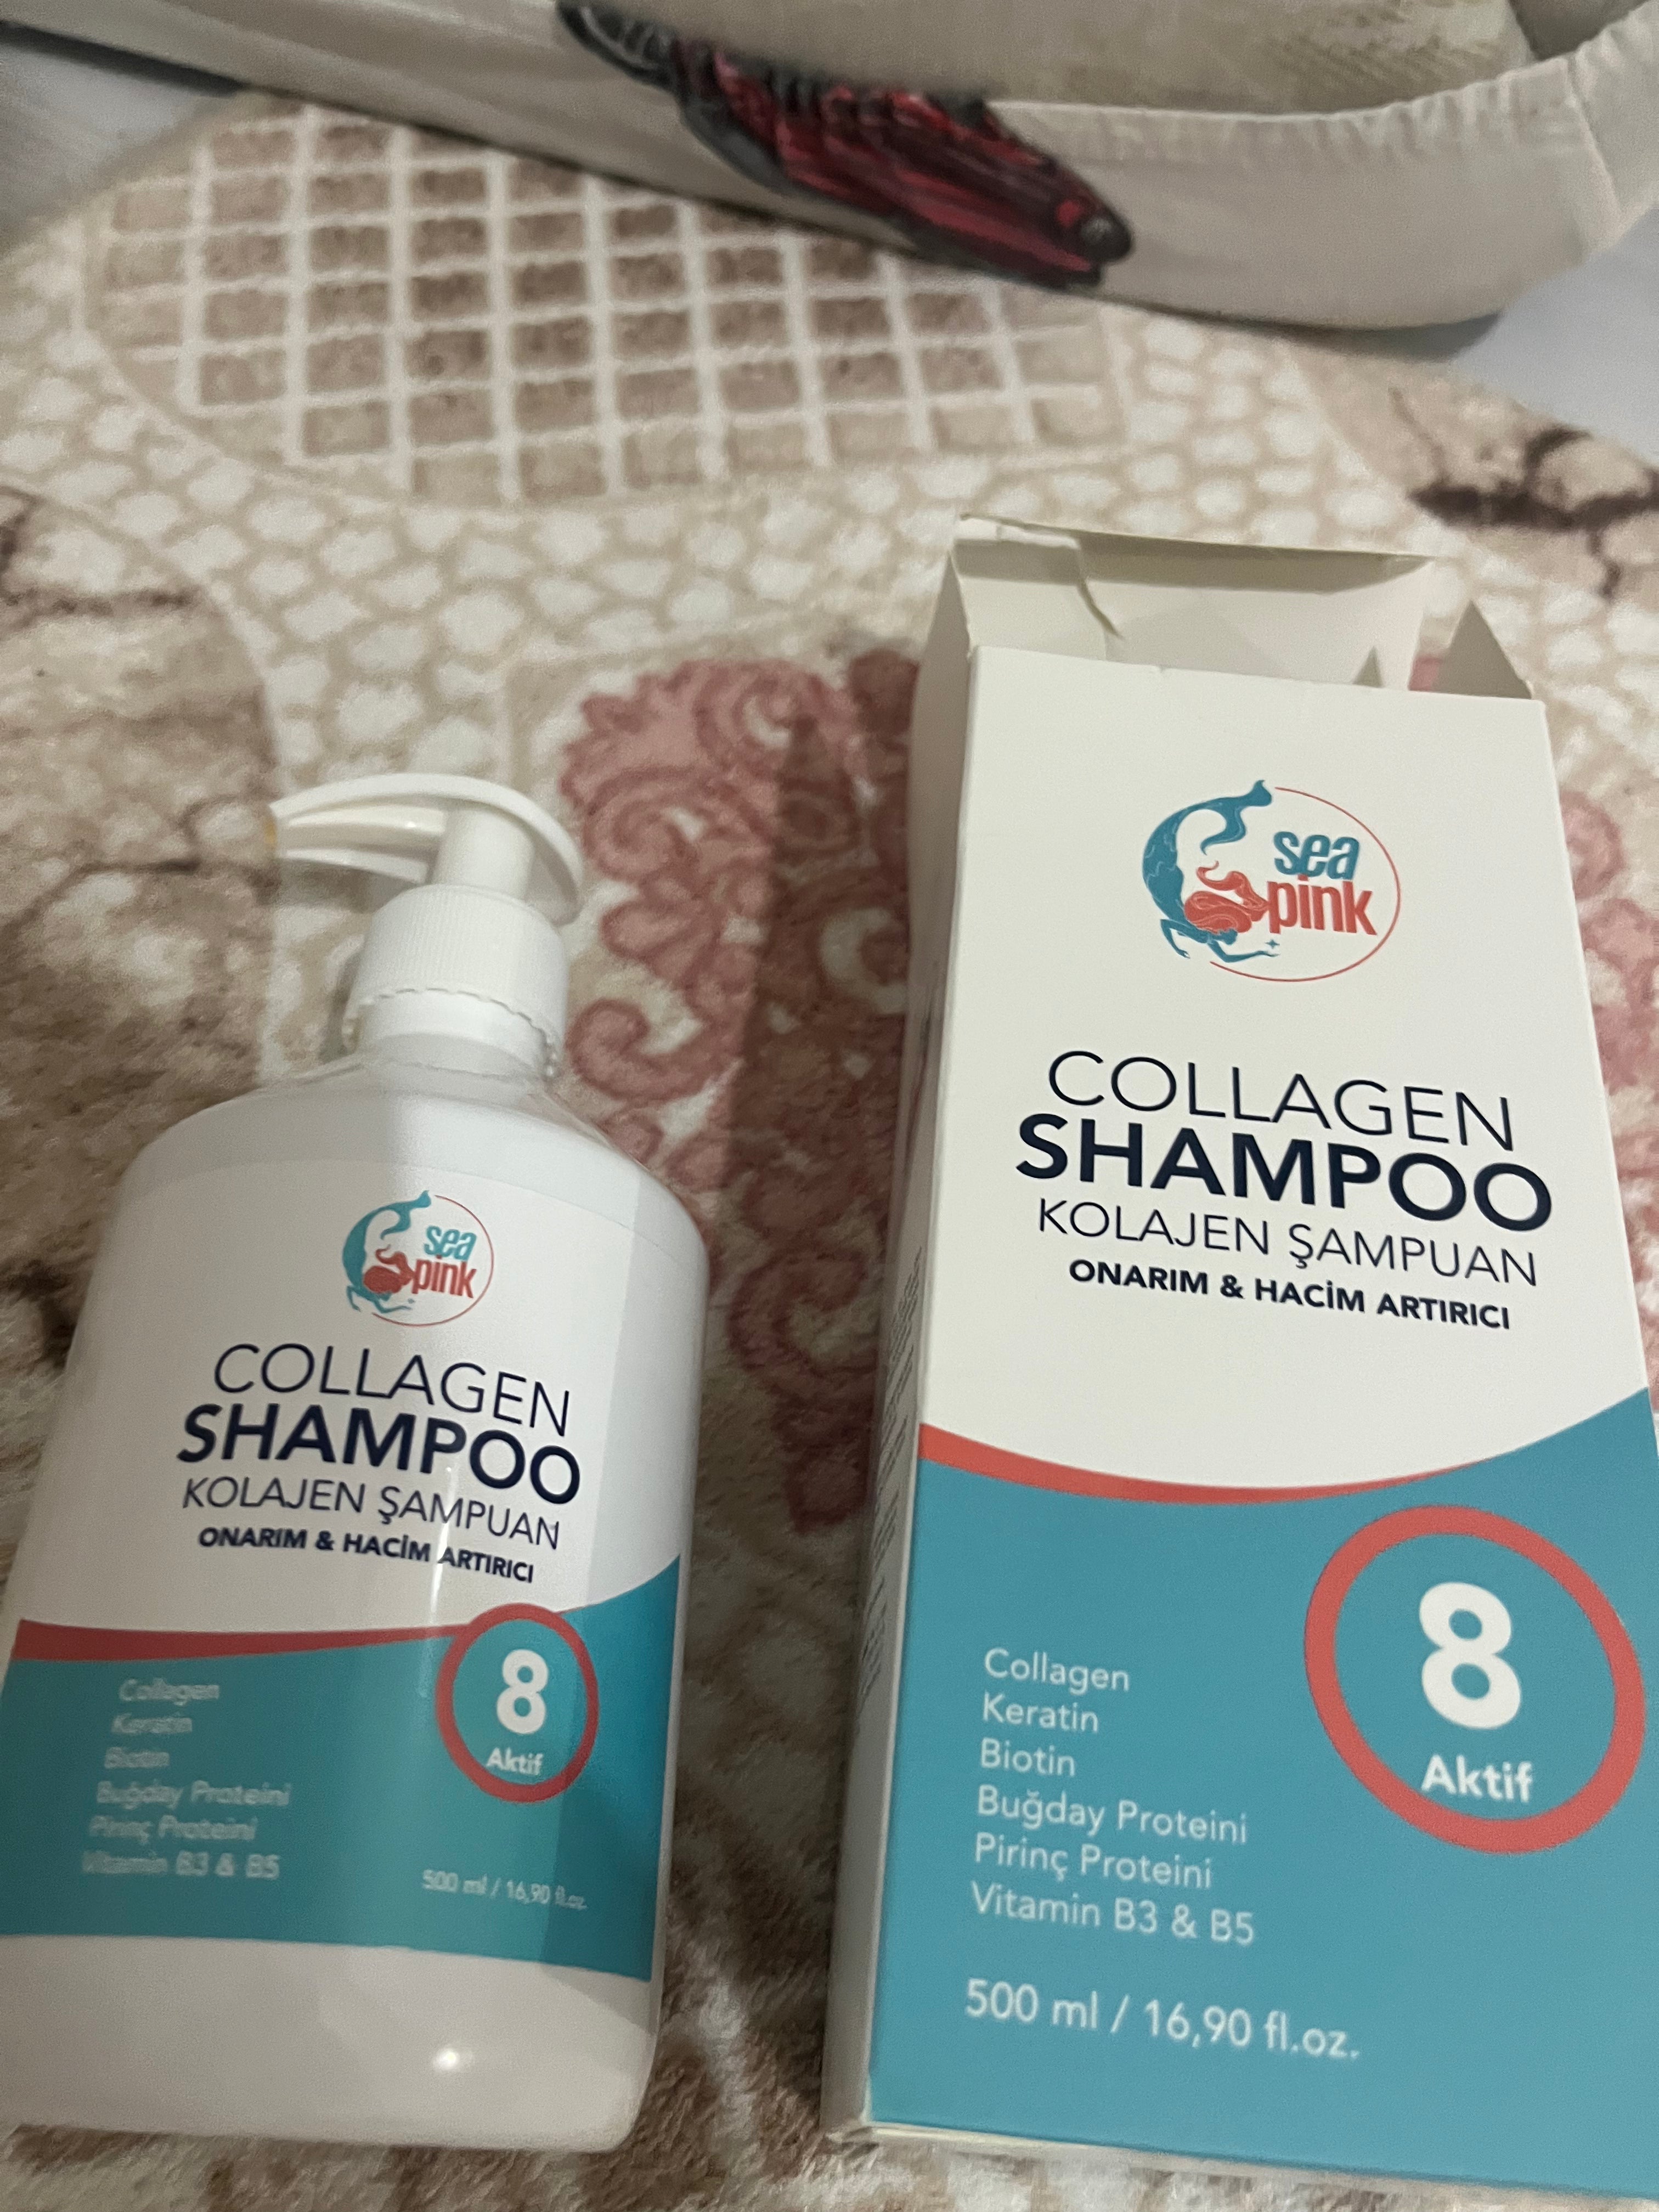 sea
pink
COLLAGEN
SHAMPOO
KOLAJEN ŞAMPUAN
ONARIM & HACİM ARTIRICI
8
Aktif
Collagen
Keratin
Biotin
Buğday Proteini
Pirinç Proteini
Vitamin B3 & B5
500 ml / 16,90 fl.oz.
sea
pink
COLLAGEN
SHAMPOO
KOLAJEN ŞAMPUAN
ONARIM & HACİM ARTIRICI
8
Aktif
Collagen
Keratin
Biotin
Buğday Proteini
Pirinç Proteini
Vitamin B3 & B5
500 ml / 16,90 fl.oz.